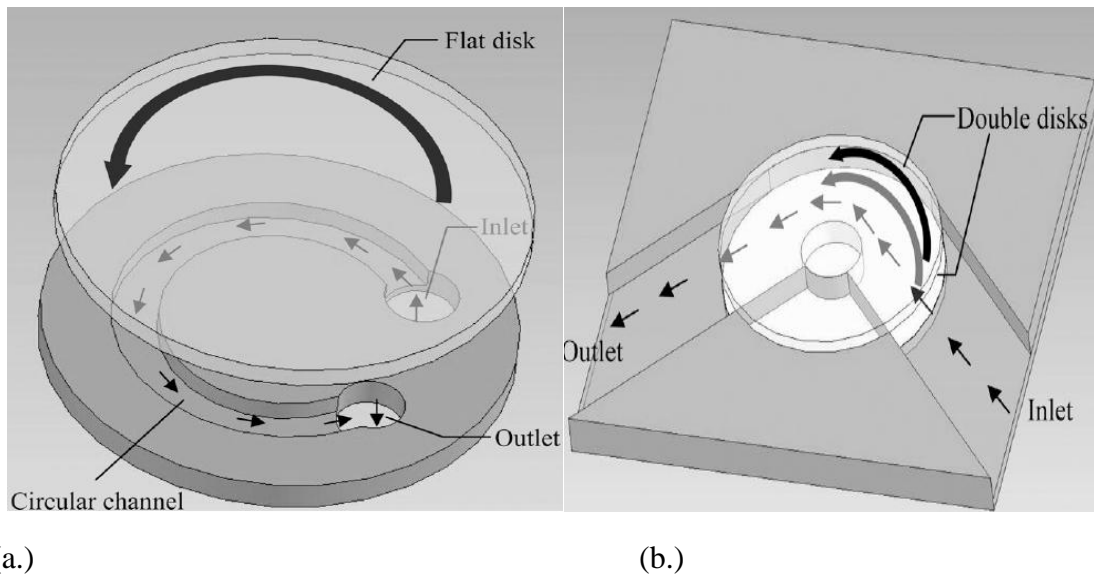 Flat disk
Inlet
Outlet
Circular channel
Double disks
Outlet
Inlet
a.)
(b.)